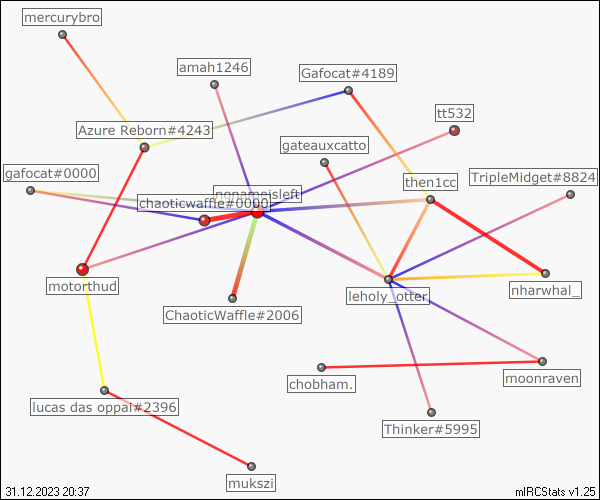 mercurybro
amah1246
Gafocat#4189
tt532
Azure Reborn#4243
gateauxcatto
gafocat#0000
then1cc
TripleMidget#8824
nonameisleft
chaoticwaffle#0000
motorthud
leholy_otter
nharwhal_
ChaoticWaffle#2006
chobham.
moonraven
lucas das oppai#2396
Thinker#5995
mukszi
31.12.2023 20:37
mIRCStats v1.25